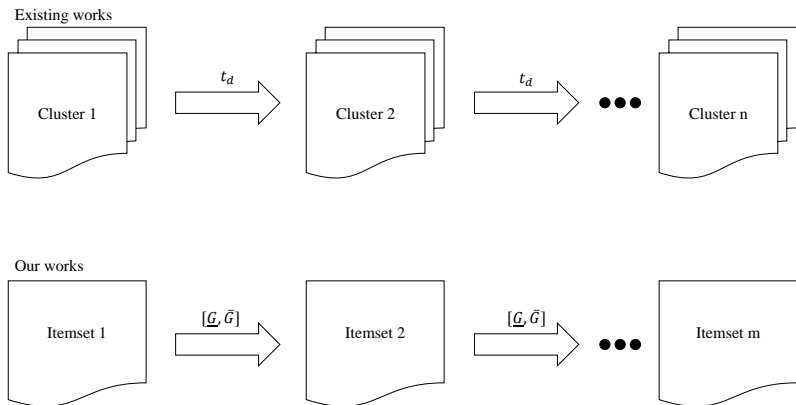 Existing works
t_d
t_d
Cluster 1
Cluster 2
Cluster n
Our works
[G̲, Ḡ]
[G̲, Ḡ]
Itemset 1
Itemset 2
Itemset m